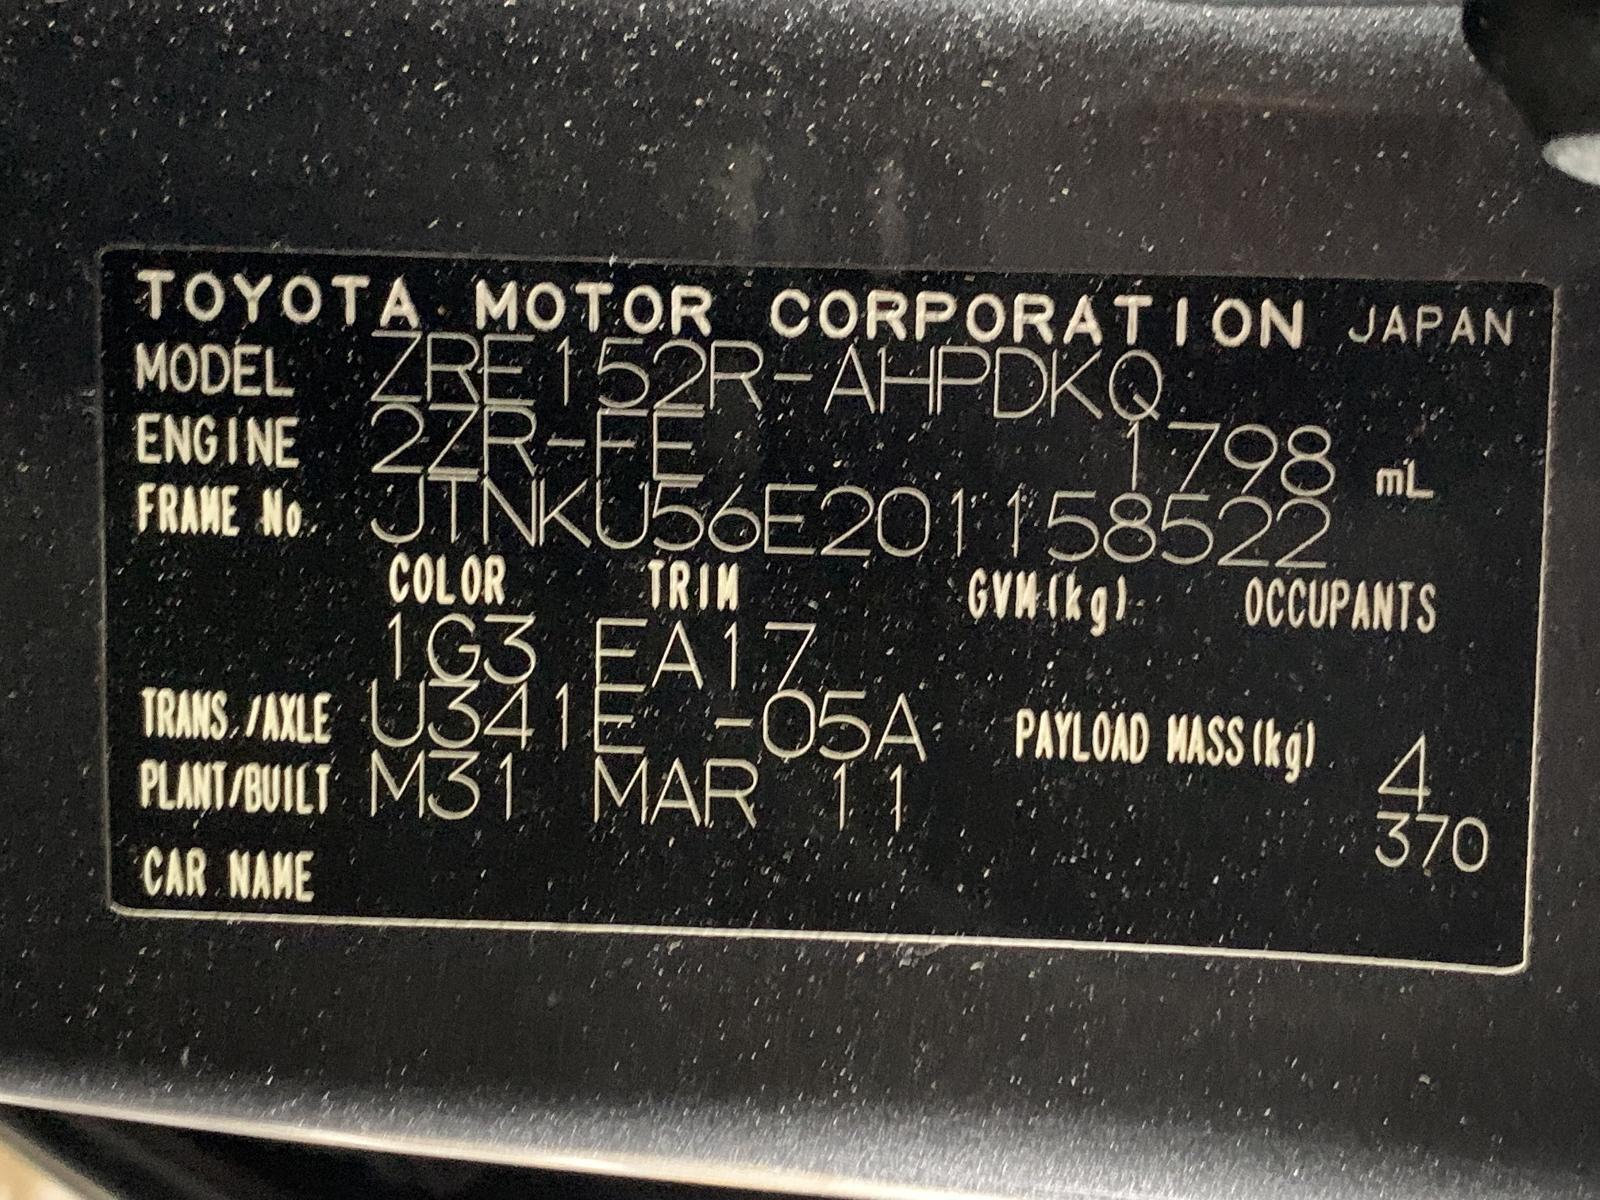 TOYOTA MOTOR CORPORATION JAPAN
MODEL ZRE152R-AHPDKQ
ENGINE 2ZR-FE 1798 mL
FRAME No. JTNKU56E201158522
COLOR TRIM GVM(kg) OCCUPANTS
1G3 EA17
TRANS./AXLE U341E -05A PAYLOAD MASS(kg) 4
PLANT/BUILT M31 MAR 11 370
CAR NAME